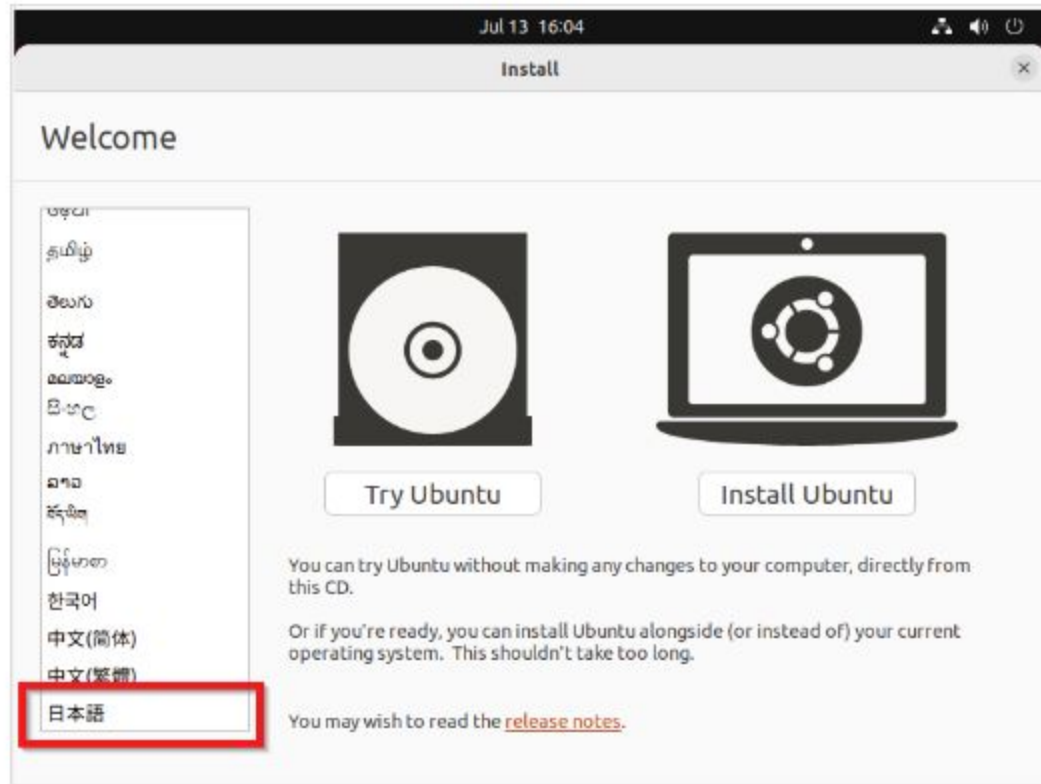 Jul 13 16:04
Install
Welcome
தமிழ்
తెలుగు
ಕನ್ನಡ
മലയാളം
සිංහල
ภาษาไทย
ລາວ
བོད་ཡིག
မြန်မာစာ
한국어
中文(简体)
中文(繁體)
日本語
Try Ubuntu
Install Ubuntu
You can try Ubuntu without making any changes to your computer, directly from
this CD.
Or if you're ready, you can install Ubuntu alongside (or instead of) your current
operating system. This shouldn't take too long.
You may wish to read the release notes.